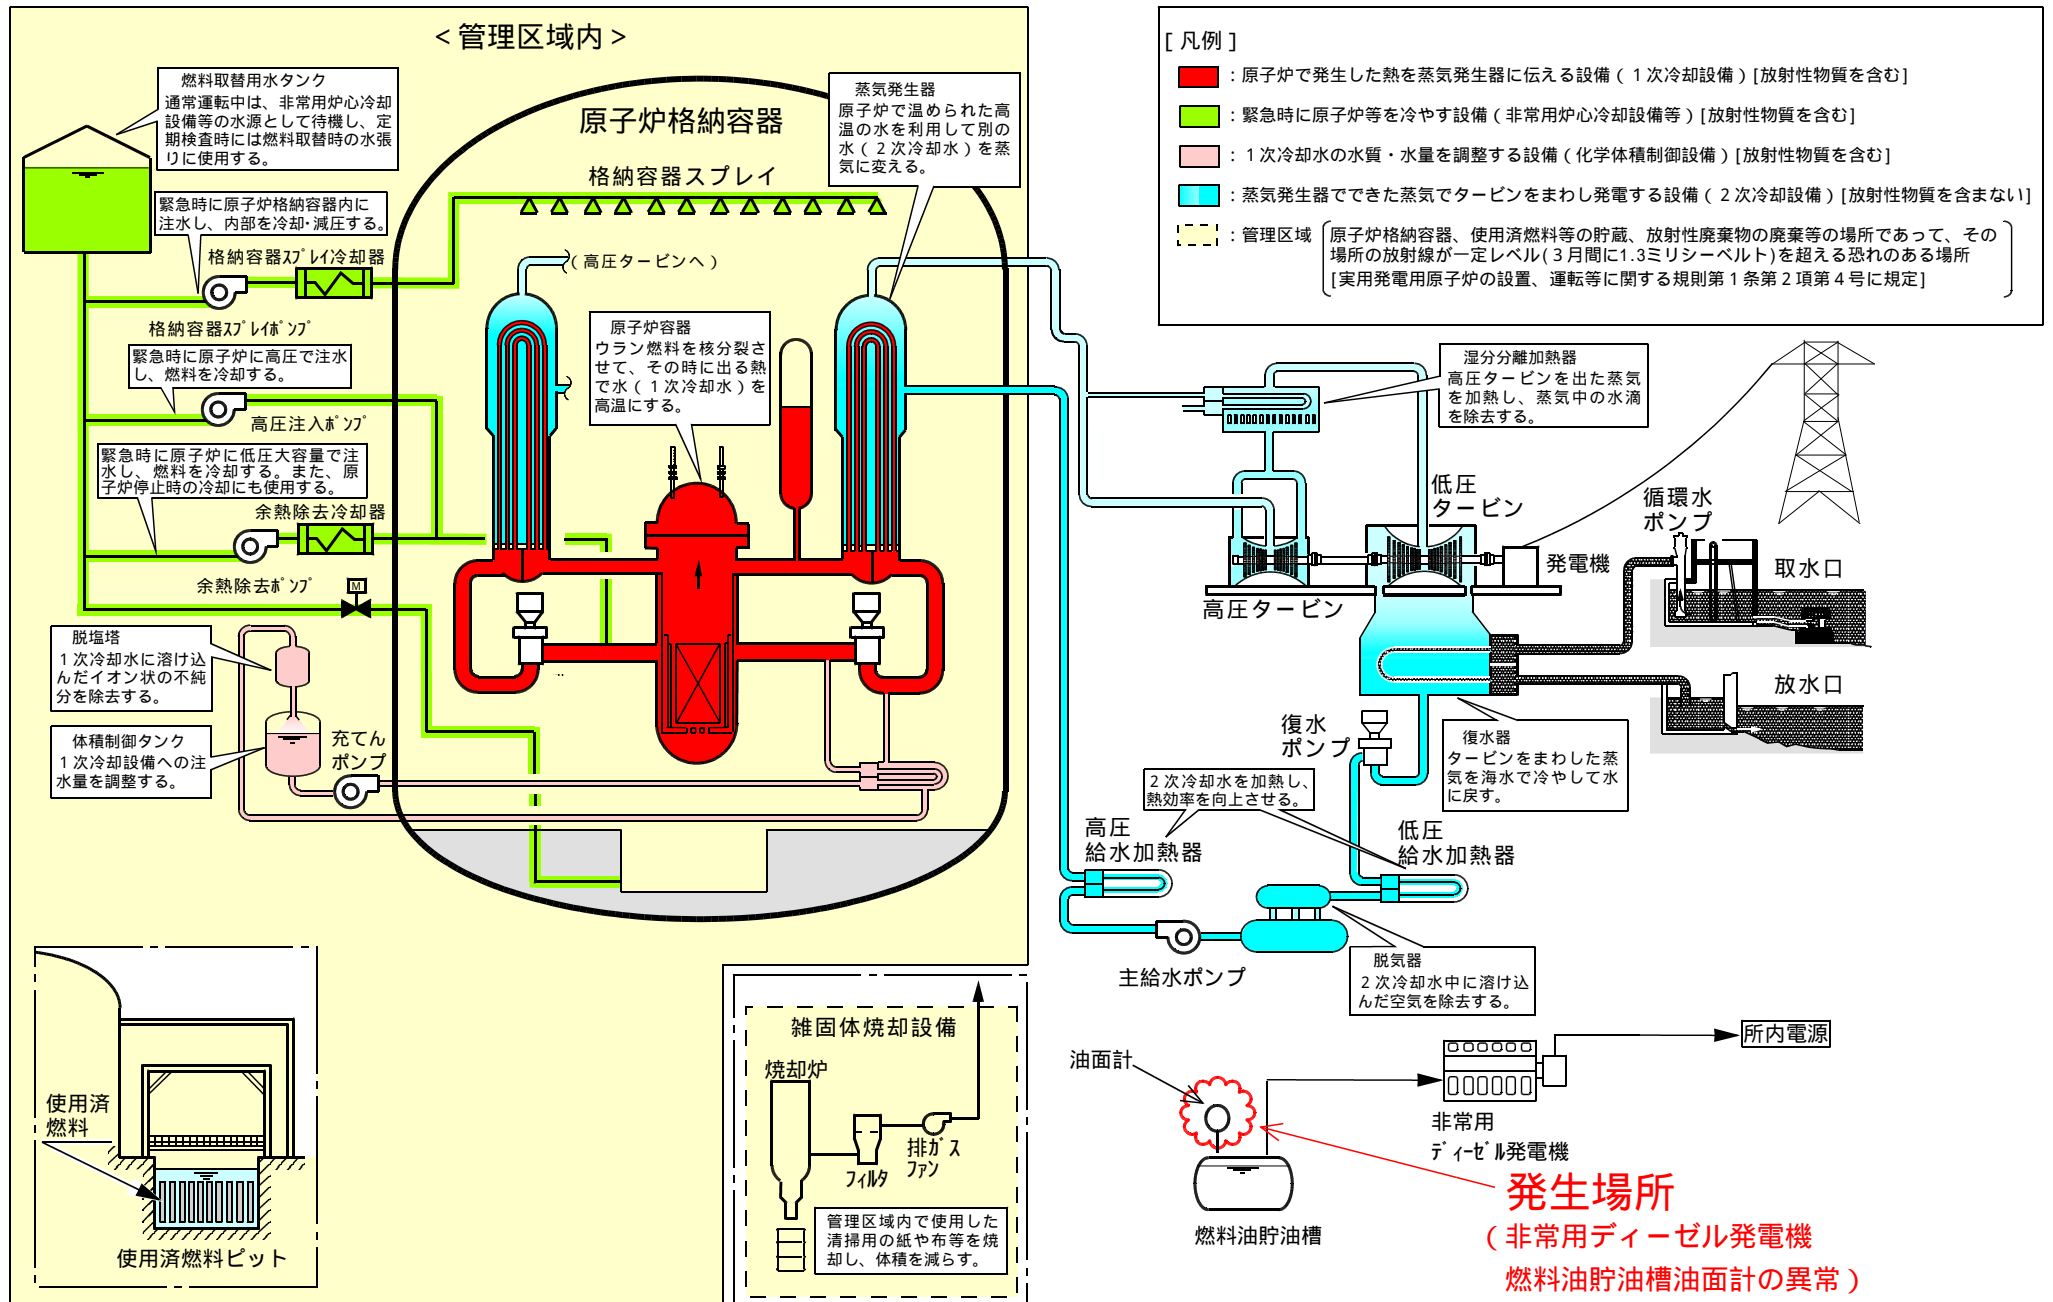 ＜管理区域内＞
燃料取替用水タンク
通常運転中は、非常用炉心冷却
設備等の水源として待機し、定
期検査時には燃料取替時の水張
りに使用する。
原子炉格納容器
格納容器スプレイ
蒸気発生器
原子炉で温められた高
温の水を利用して別の
水（２次冷却水）を蒸
気に変える。
緊急時に原子炉格納容器内に
注水し、内部を冷却･減圧する。
格納容器ｽﾌﾟﾚｲ冷却器
（高圧タービンへ）
格納容器ｽﾌﾟﾚｲﾎﾟﾝﾌﾟ
原子炉容器
ウラン燃料を核分裂さ
せて、その時に出る熱
で水（１次冷却水）を
高温にする。
緊急時に原子炉に高圧で注水
し、燃料を冷却する。
高圧注入ﾎﾟﾝﾌﾟ
緊急時に原子炉に低圧大容量で注
水し、燃料を冷却する。また、原
子炉停止時の冷却にも使用する。
余熱除去冷却器
余熱除去ﾎﾟﾝﾌﾟ
M
脱塩塔
１次冷却水に溶け込
んだイオン状の不純
分を除去する。
体積制御タンク
１次冷却設備への注
水量を調整する。
充てん
ポンプ
[凡例]
：原子炉で発生した熱を蒸気発生器に伝える設備（１次冷却設備）[放射性物質を含む]
：緊急時に原子炉等を冷やす設備（非常用炉心冷却設備等）[放射性物質を含む]
：１次冷却水の水質・水量を調整する設備（化学体積制御設備）[放射性物質を含む]
：蒸気発生器でできた蒸気でタービンをまわし発電する設備（２次冷却設備）[放射性物質を含まない]
：管理区域
原子炉格納容器、使用済燃料等の貯蔵、放射性廃棄物の廃棄等の場所であって、その
場所の放射線が一定レベル(３月間に1.3ミリシーベルト)を超える恐れのある場所
[実用発電用原子炉の設置、運転等に関する規則第１条第２項第４号に規定]
湿分分離加熱器
高圧タービンを出た蒸気
を加熱し、蒸気中の水滴
を除去する。
低圧
タービン
循環水
ポンプ
発電機
取水口
高圧タービン
放水口
復水
ポンプ
復水器
タービンをまわした蒸
気を海水で冷やして水
に戻す。
２次冷却水を加熱し、
熱効率を向上させる。
高圧
給水加熱器
低圧
給水加熱器
主給水ポンプ
脱気器
２次冷却水中に溶け込
んだ空気を除去する。
使用済
燃料
使用済燃料ピット
雑固体焼却設備
焼却炉
フィルタ
排ｶﾞｽ
ファン
管理区域内で使用した
清掃用の紙や布等を焼
却し、体積を減らす。
油面計
所内電源
非常用
ﾃﾞｨｰｾﾞﾙ発電機
燃料油貯油槽
発生場所
（非常用ディーゼル発電機
燃料油貯油槽油面計の異常）